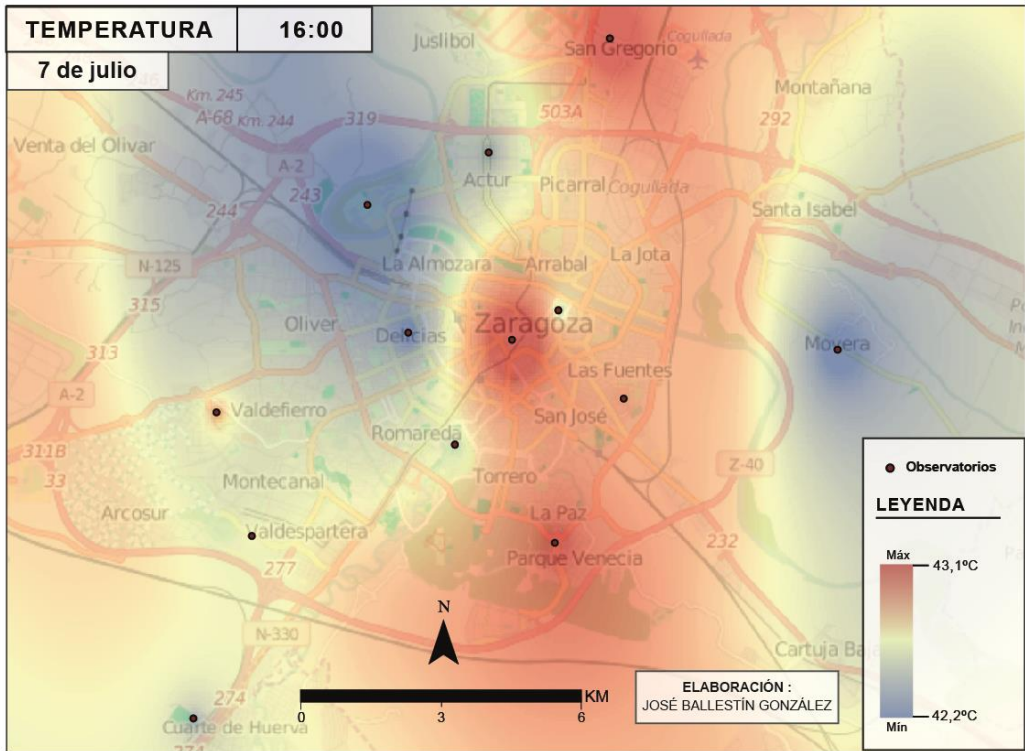 TEMPERATURA
16:00
7 de julio
Juslibol
San Gregorio
Cogullada
Montañana
Km. 245
A-68
Km. 244
319
503A
292
Venta del Olivar
A-2
Actur
Picarral
Cogullada
243
244
Santa Isabel
N-125
La Almozara
Arrabal
La Jota
315
Oliver
Delicias
Zaragoza
Movera
313
Las Fuentes
A-2
Valdefierro
San José
Romareda
311B
33
Montecanal
Torrero
Z-40
Arcosur
La Paz
Valdespartera
277
Parque Venecia
232
N-330
Cartuja Baja
274
Cuarte de Huerva
274
N
0
3
6
KM
ELABORACIÓN :
JOSÉ BALLESTÍN GONZÁLEZ
Observatorios
LEYENDA
Máx
43,1ºC
42,2ºC
Mín